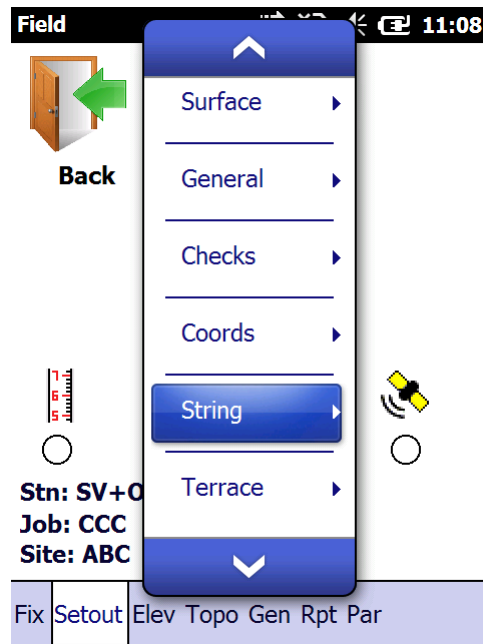 Field
11:08
Back
Surface
General
Checks
Coords
String
Terrace
Stn: SV+
Job: CCC
Site: ABC
Fix Setout Elev Topo Gen Rpt Par